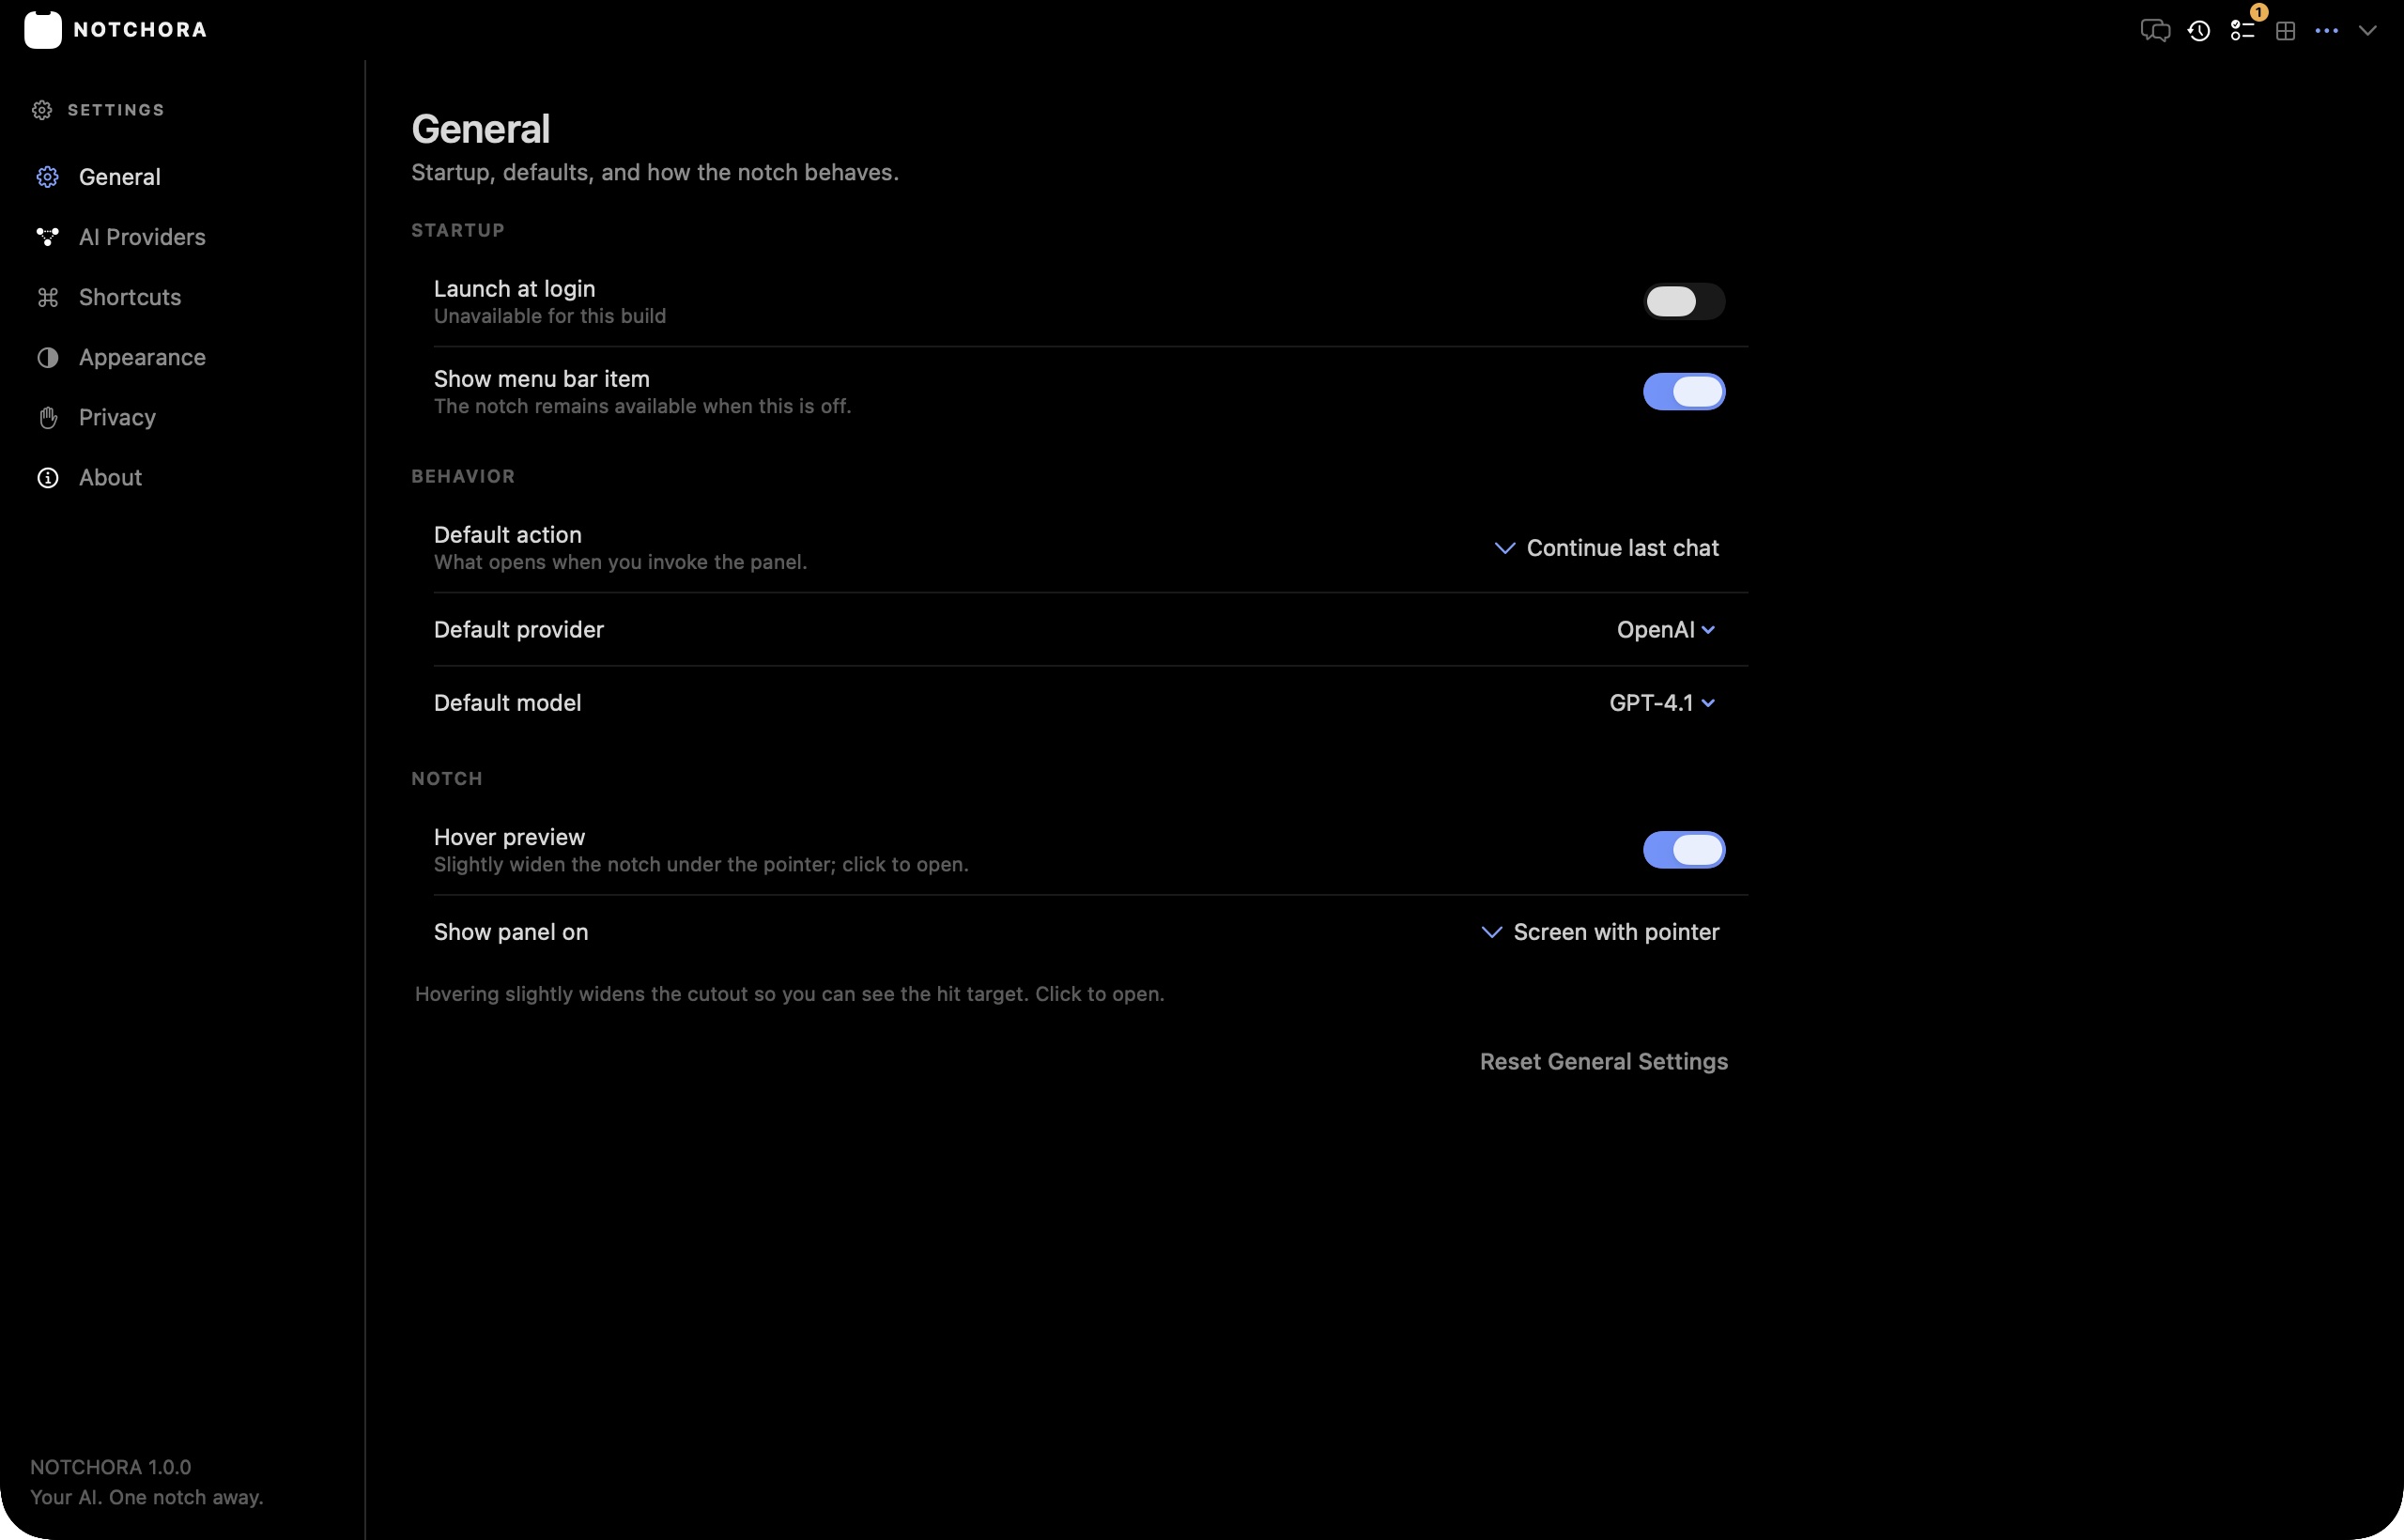 NOTCHORA
1
SETTINGS
General
AI Providers
Shortcuts
Appearance
Privacy
About
General
Startup, defaults, and how the notch behaves.
STARTUP
Launch at login
Unavailable for this build
Show menu bar item
The notch remains available when this is off.
BEHAVIOR
Default action
What opens when you invoke the panel.
Continue last chat
Default provider
OpenAI
Default model
GPT-4.1
NOTCH
Hover preview
Slightly widen the notch under the pointer; click to open.
Show panel on
Screen with pointer
Hovering slightly widens the cutout so you can see the hit target. Click to open.
Reset General Settings
NOTCHORA 1.0.0
Your AI. One notch away.